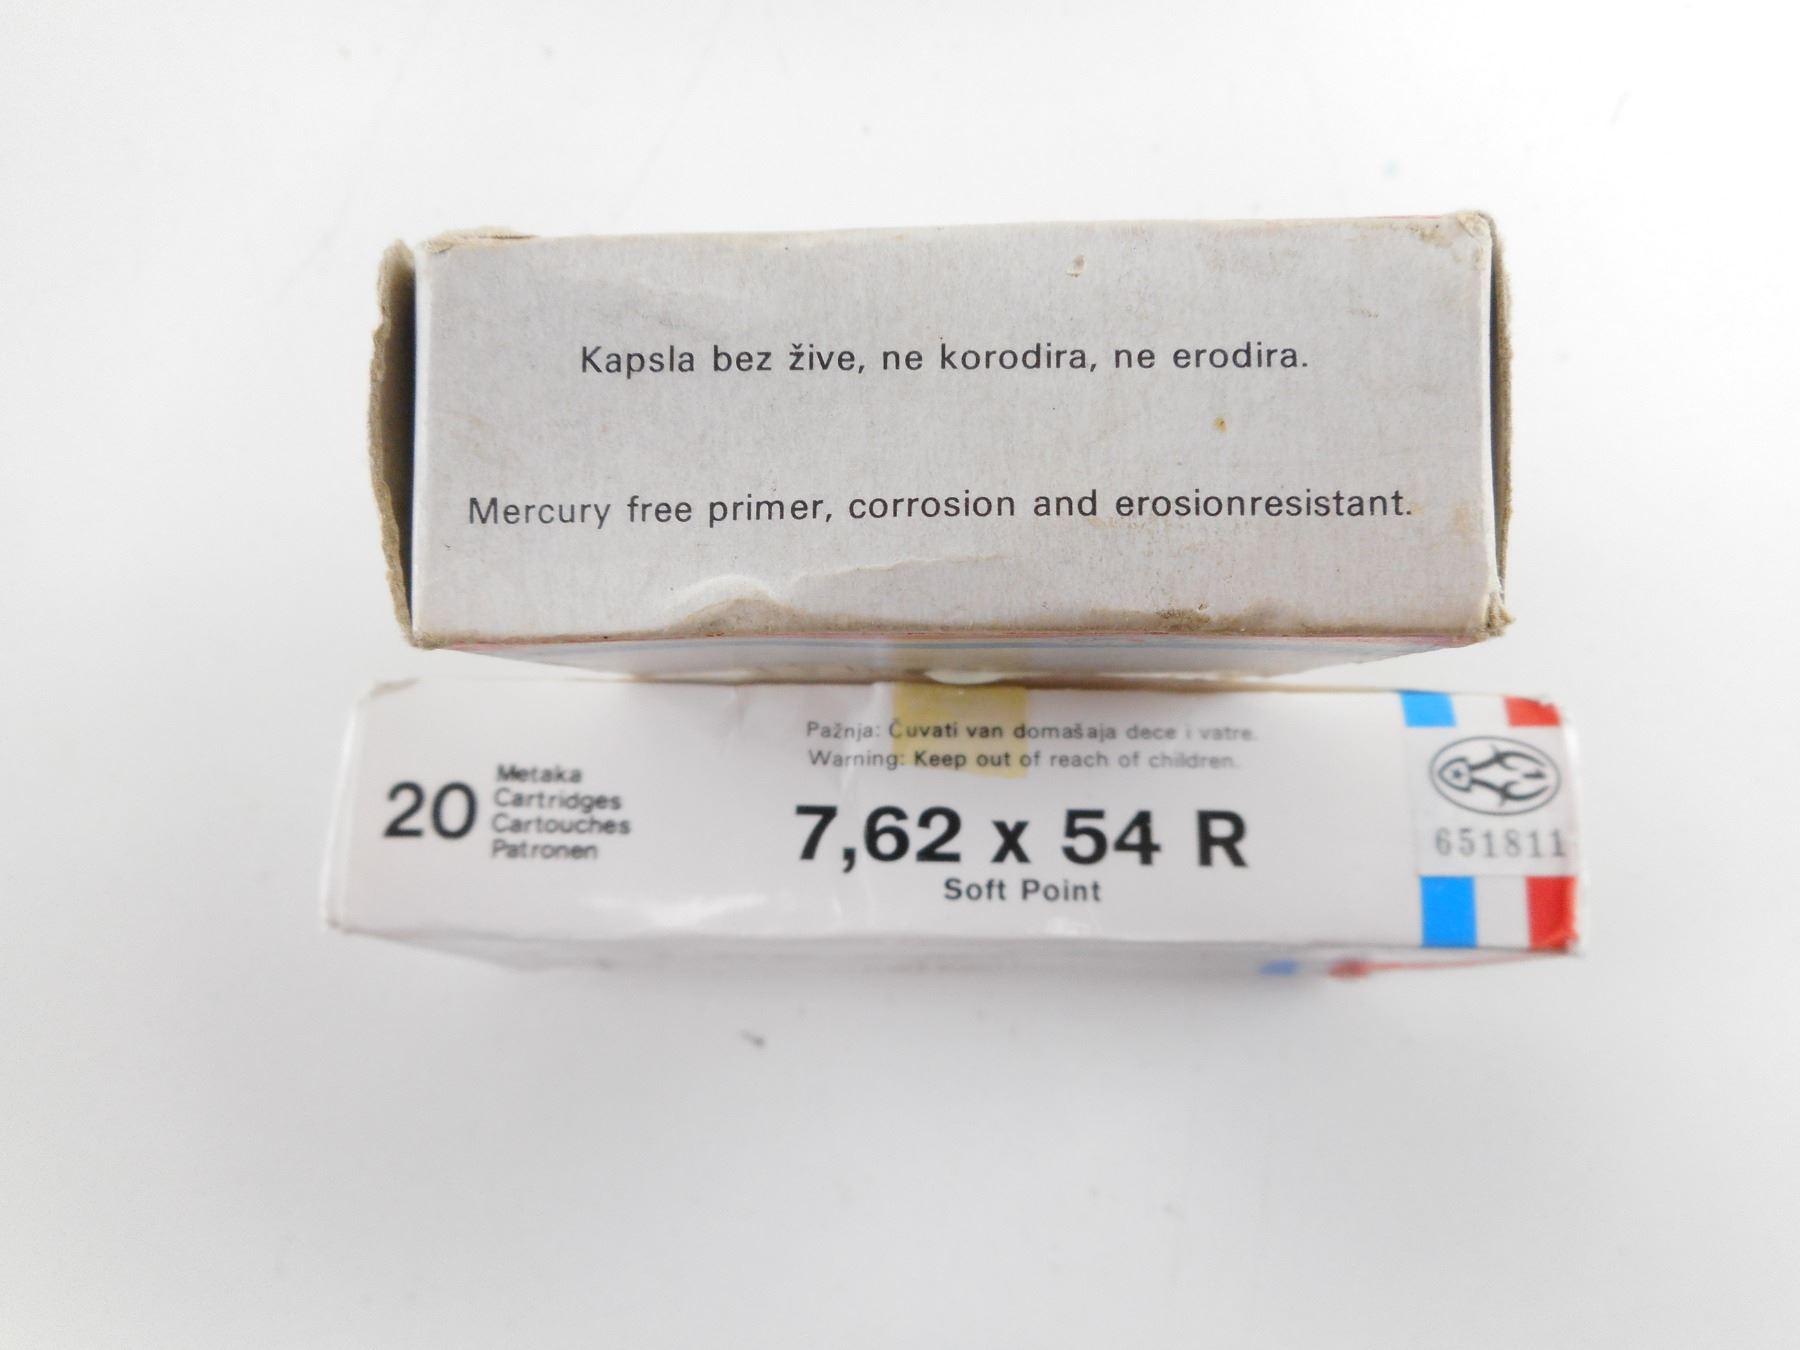 Kapsla bez žive, ne korodira, ne erodira.
Mercury free primer, corrosion and erosionresistant.
Pažnja: Čuvati van domašaja dece i vatre.
Warning: Keep out of reach of children.
20
Metaka
Cartridges
Cartouches
Patronen
7,62 x 54 R
Soft Point
651811